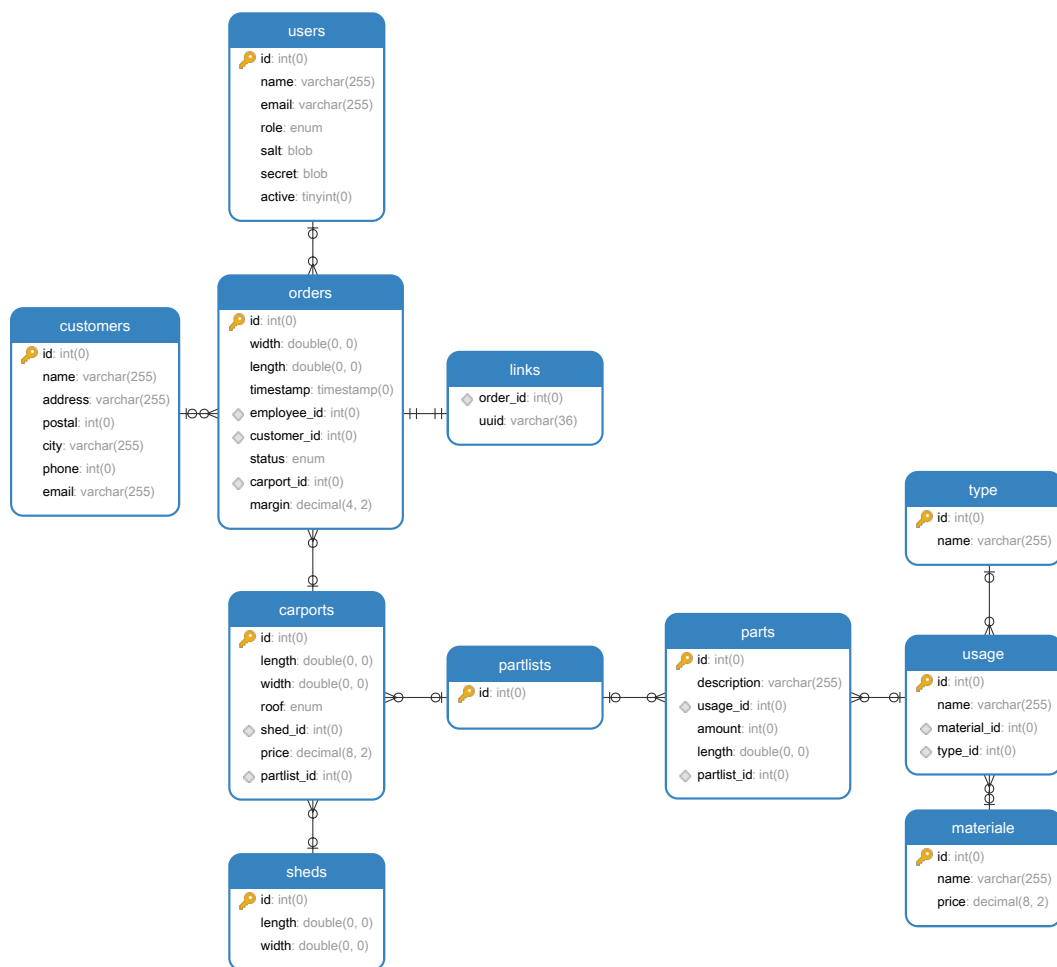 users
id: int(0)
name: varchar(255)
email: varchar(255)
role: enum
salt: blob
secret: blob
active: tinyint(0)
orders
id: int(0)
width: double(0, 0)
length: double(0, 0)
timestamp: timestamp(0)
employee_id: int(0)
customer_id: int(0)
status: enum
carport_id: int(0)
margin: decimal(4, 2)
customers
id: int(0)
name: varchar(255)
address: varchar(255)
postal: int(0)
city: varchar(255)
phone: int(0)
email: varchar(255)
links
order_id: int(0)
uuid: varchar(36)
type
id: int(0)
name: varchar(255)
carports
id: int(0)
length: double(0, 0)
width: double(0, 0)
roof: enum
shed_id: int(0)
price: decimal(8, 2)
partlist_id: int(0)
partlists
id: int(0)
parts
id: int(0)
description: varchar(255)
usage_id: int(0)
amount: int(0)
length: double(0, 0)
partlist_id: int(0)
usage
id: int(0)
name: varchar(255)
material_id: int(0)
type_id: int(0)
materiale
id: int(0)
name: varchar(255)
price: decimal(8, 2)
sheds
id: int(0)
length: double(0, 0)
width: double(0, 0)